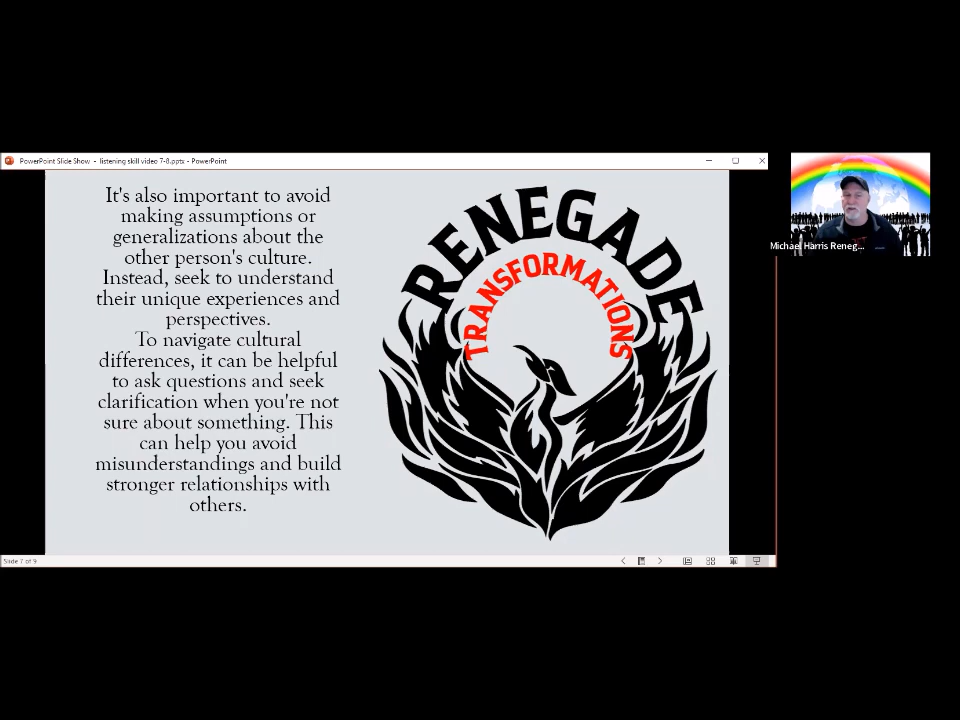 PowerPoint Slide Show - listening skill video 7-8.pptx - PowerPoint
It's also important to avoid
making assumptions or
generalizations about the
other person's culture.
Instead, seek to understand
their unique experiences and
perspectives.
To navigate cultural
differences, it can be helpful
to ask questions and seek
clarification when you're not
sure about something. This
can help you avoid
misunderstandings and build
stronger relationships with
others.
RENEGADE
TRANSFORMATIONS
Michael Harris Reneg...
Slide 7 of 9